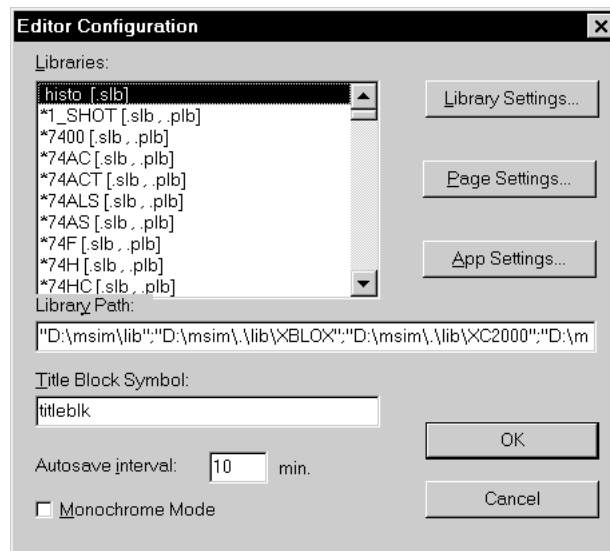 Editor Configuration
Libraries:
histo [.slb]
*1_SHOT [.slb , .plb]
*7400 [.slb , .plb]
*74AC [.slb , .plb]
*74ACT [.slb , .plb]
*74ALS [.slb , .plb]
*74AS [.slb , .plb]
*74F [.slb , .plb]
*74H [.slb , .plb]
*74HC [.slb , .plb]
Library Settings...
Page Settings...
App Settings...
Library Path:
"D:\msim\lib";"D:\msim\.\lib\XBLOX";"D:\msim\.\lib\XC2000";"D:\m
Title Block Symbol:
titleblk
Autosave interval: 10 min.
Monochrome Mode
OK
Cancel